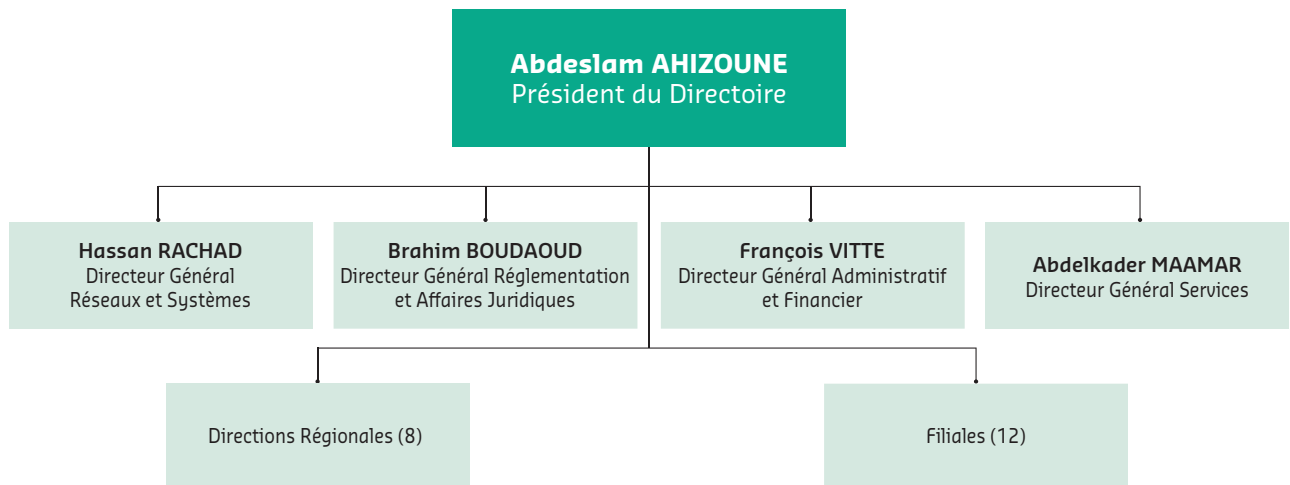 Abdeslam AHIZOUNE
Président du Directoire
Hassan RACHAD
Directeur Général
Réseaux et Systèmes
Brahim BOUDAOUD
Directeur Général Réglementation
et Affaires Juridiques
François VITTE
Directeur Général Administratif
et Financier
Abdelkader MAAMAR
Directeur Général Services
Directions Régionales (8)
Filiales (12)